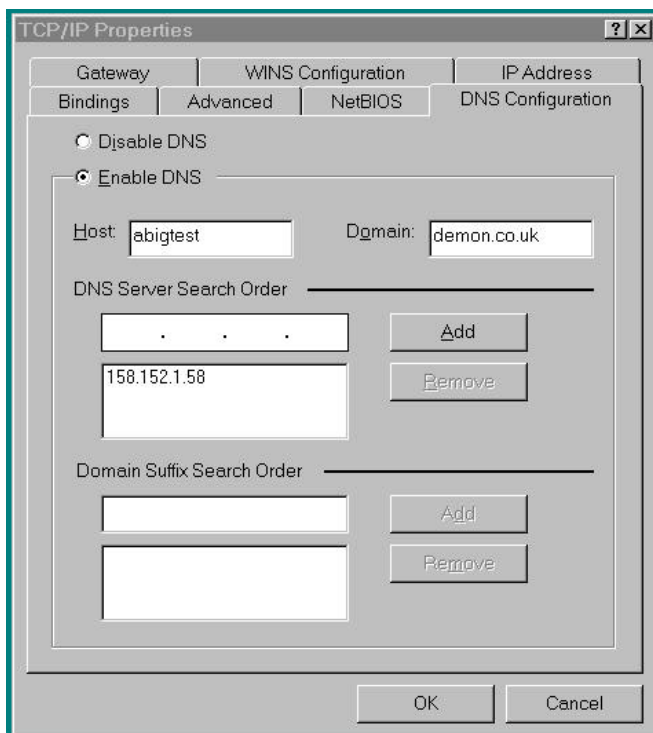 TCP/IP Properties
Gateway WINS Configuration IP Address
Bindings Advanced NetBIOS DNS Configuration
Disable DNS
Enable DNS
Host: abigtest Domain: demon.co.uk
DNS Server Search Order
. . . Add
158.152.1.58 Remove
Domain Suffix Search Order
Add
Remove
OK Cancel